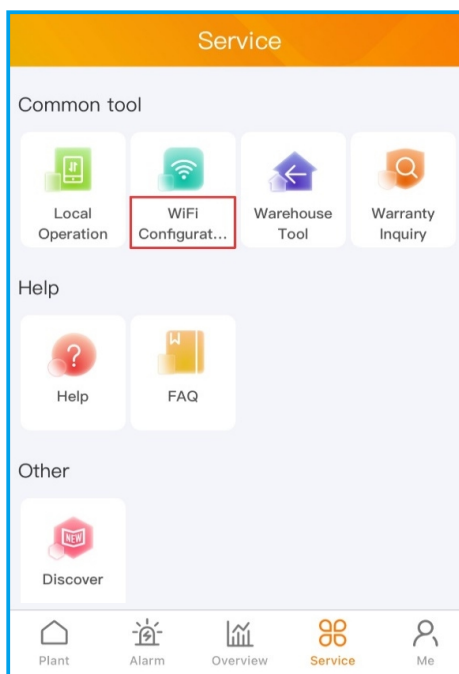 Service
Common tool
Local Operation
WiFi Configurat...
Warehouse Tool
Warranty Inquiry
Help
?
Help
FAQ
Other
NEW
Discover
Plant
Alarm
Overview
Service
Me